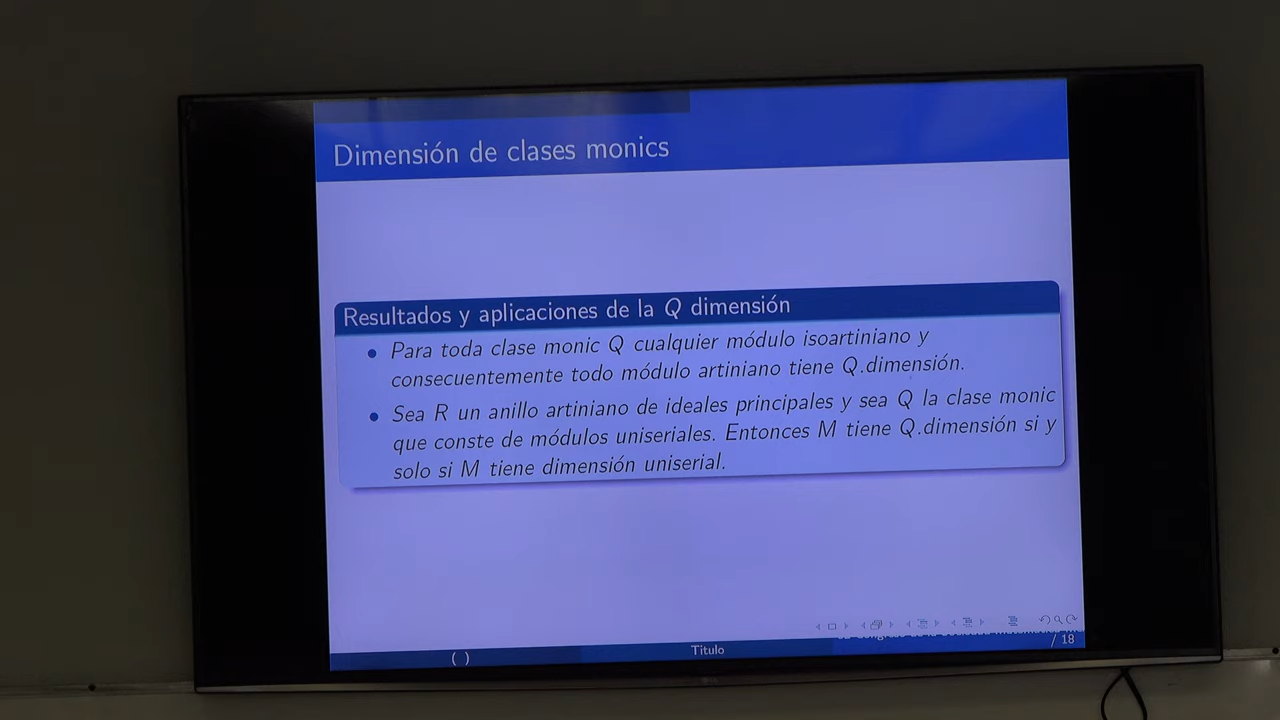 Dimensión de clases monics
Resultados y aplicaciones de la Q dimensión
• Para toda clase monic Q cualquier módulo isoartiniano y
consecuentemente todo módulo artiniano tiene Q.dimensión.
• Sea R un anillo artiniano de ideales principales y sea Q la clase monic
que conste de módulos uniseriales. Entonces M tiene Q.dimensión si y
solo si M tiene dimensión uniserial.
( )
Titulo
/ 18